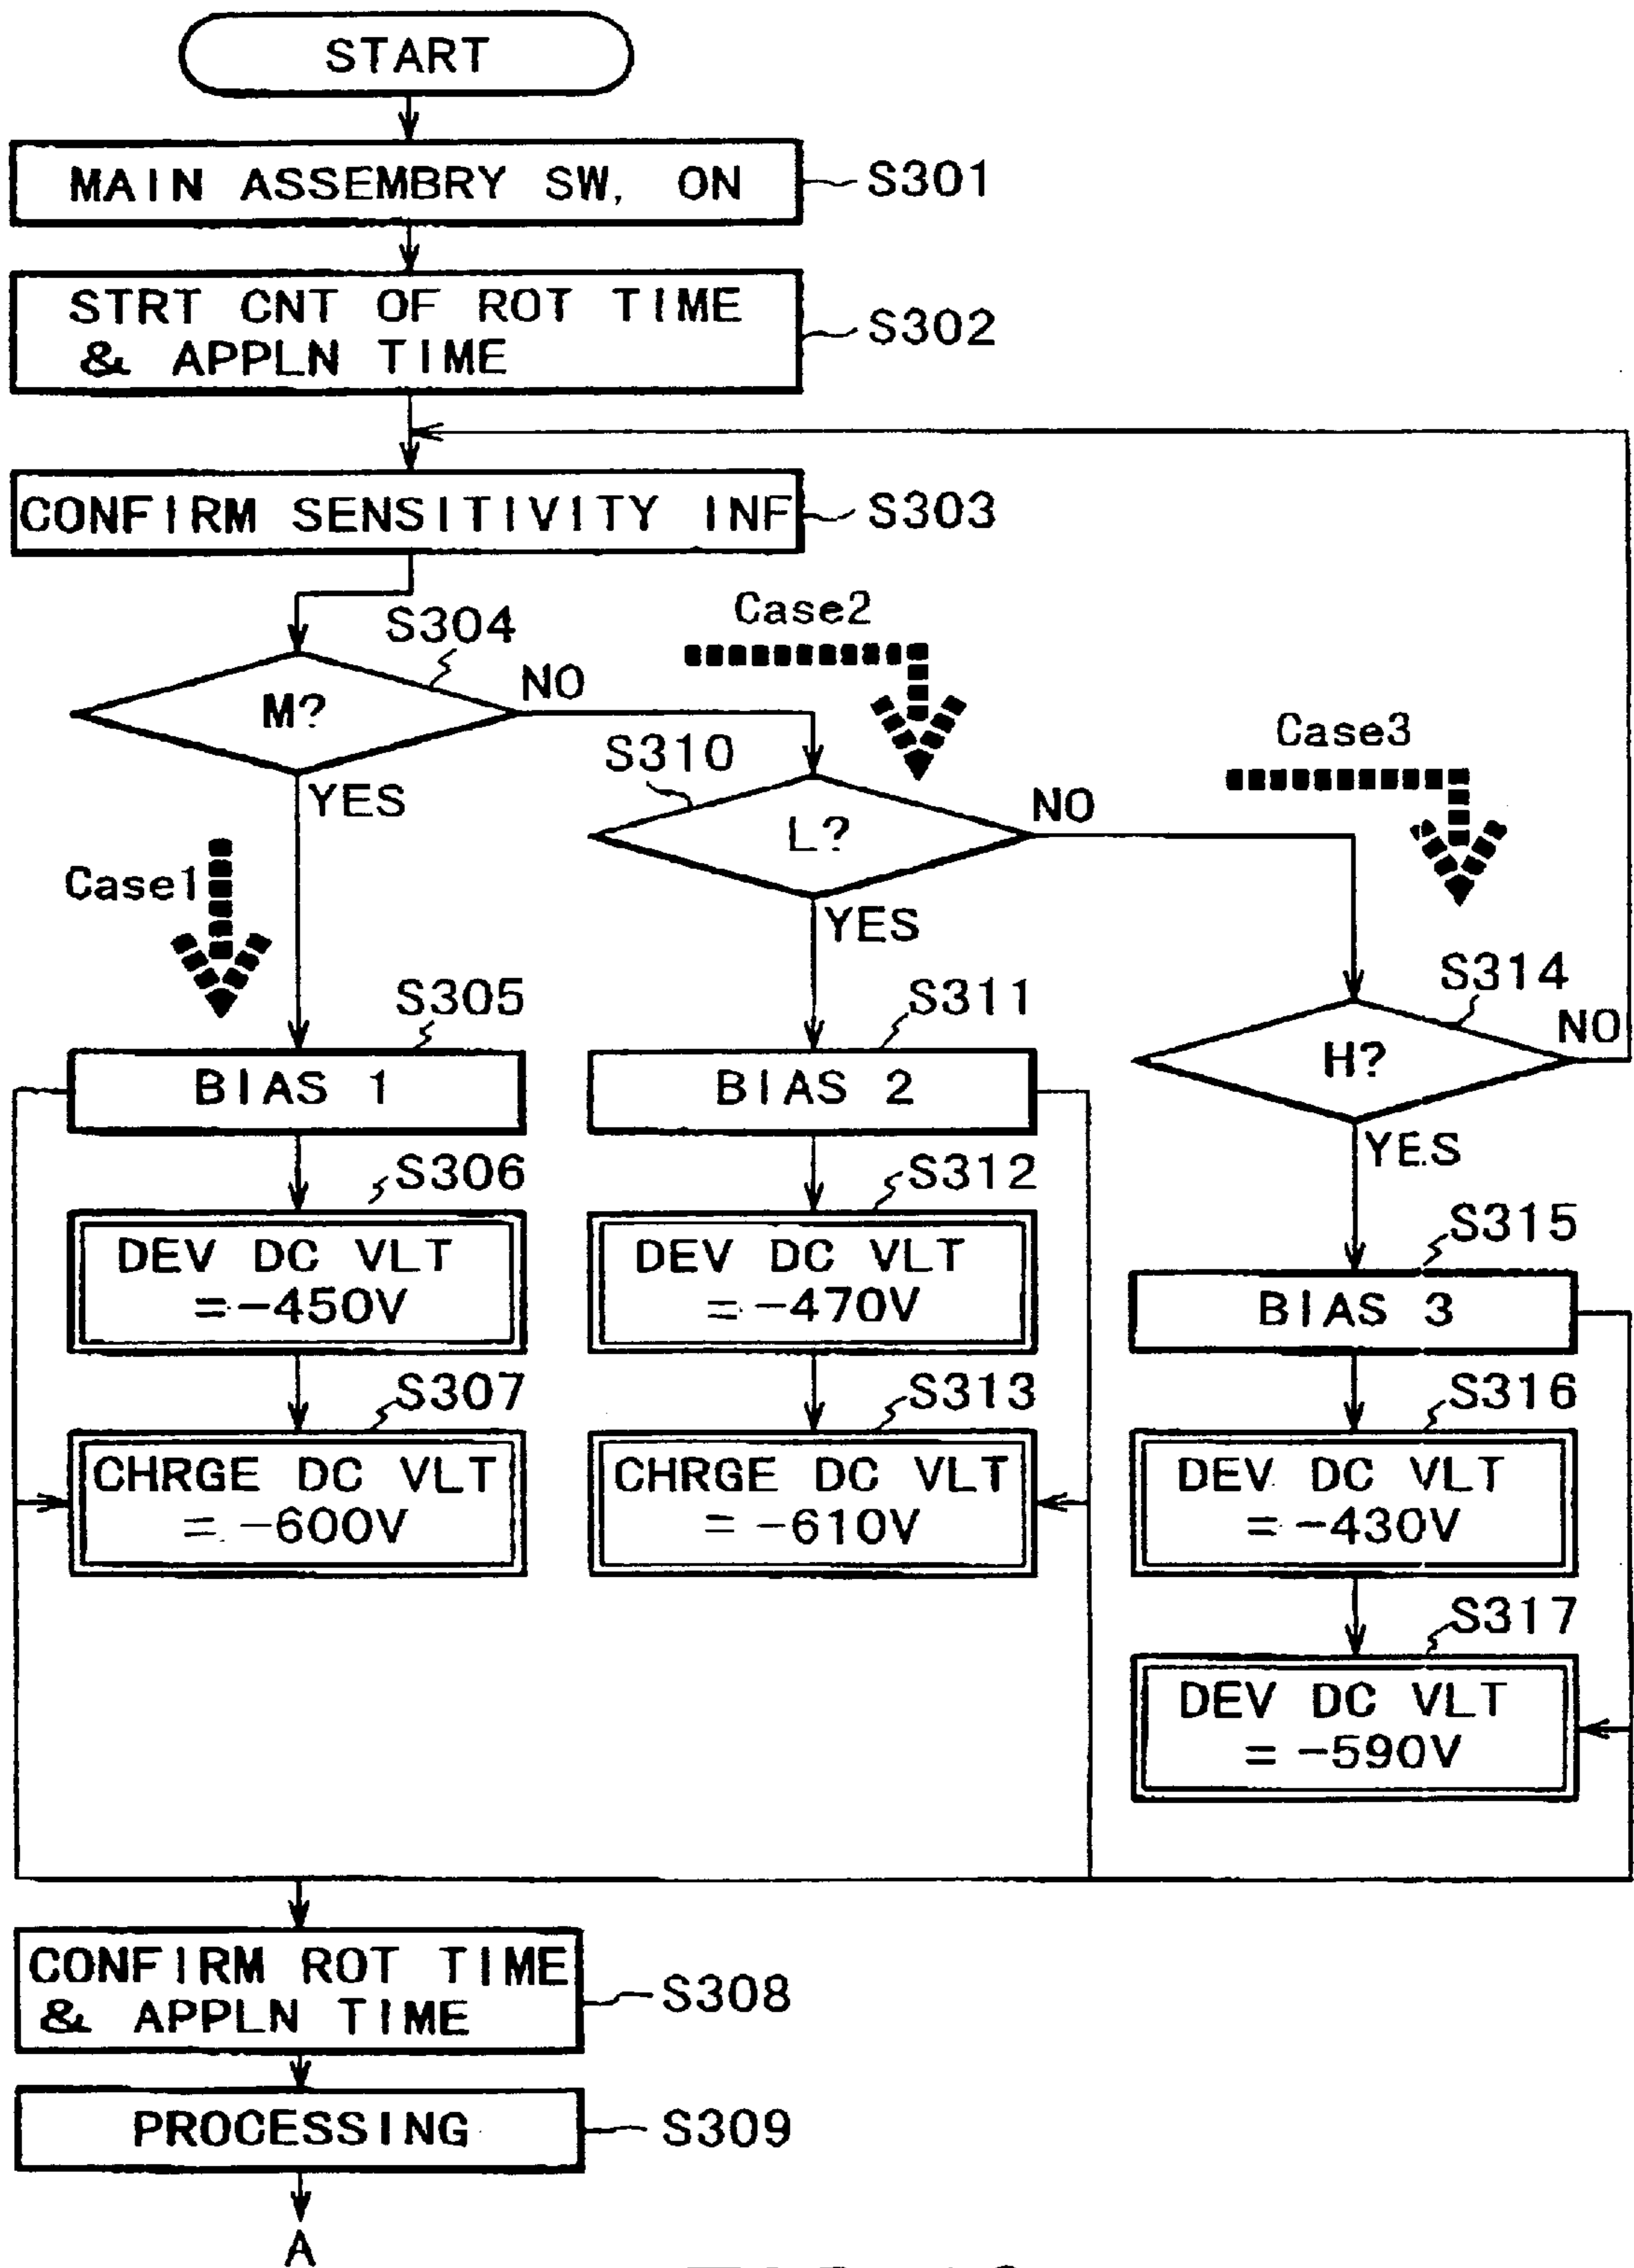 START
MAIN ASSEMBRY SW, ON
S301
STRT CNT OF ROT TIME
& APPLN TIME
S302
CONFIRM SENSITIVITY INF
S303
S304
M?
NO
YES
Case1
Case2
S310
L?
NO
YES
Case3
S314
H?
NO
YES
S305
BIAS 1
S306
DEV DC VLT
=-450V
S307
CHRGE DC VLT
= -600V
S311
BIAS 2
S312
DEV DC VLT
= -470V
S313
CHRGE DC VLT
= -610V
S315
BIAS 3
S316
DEV DC VLT
= -430V
S317
DEV DC VLT
= -590V
CONFIRM ROT TIME
& APPLN TIME
S308
PROCESSING
S309
A